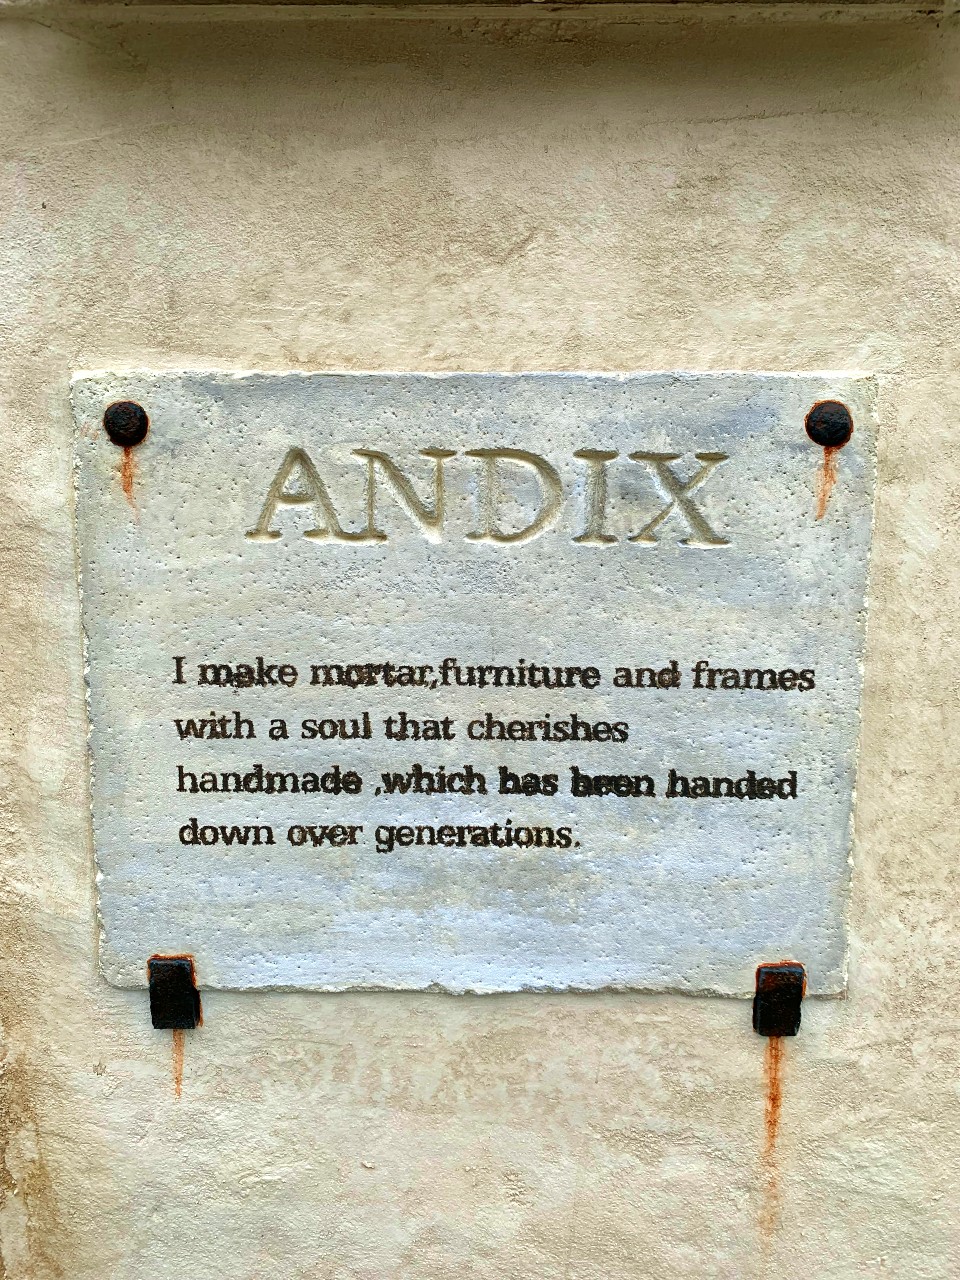 ANDIX
I make mortar,furniture and frames
with a soul that cherishes
handmade ,which has been handed
down over generations.